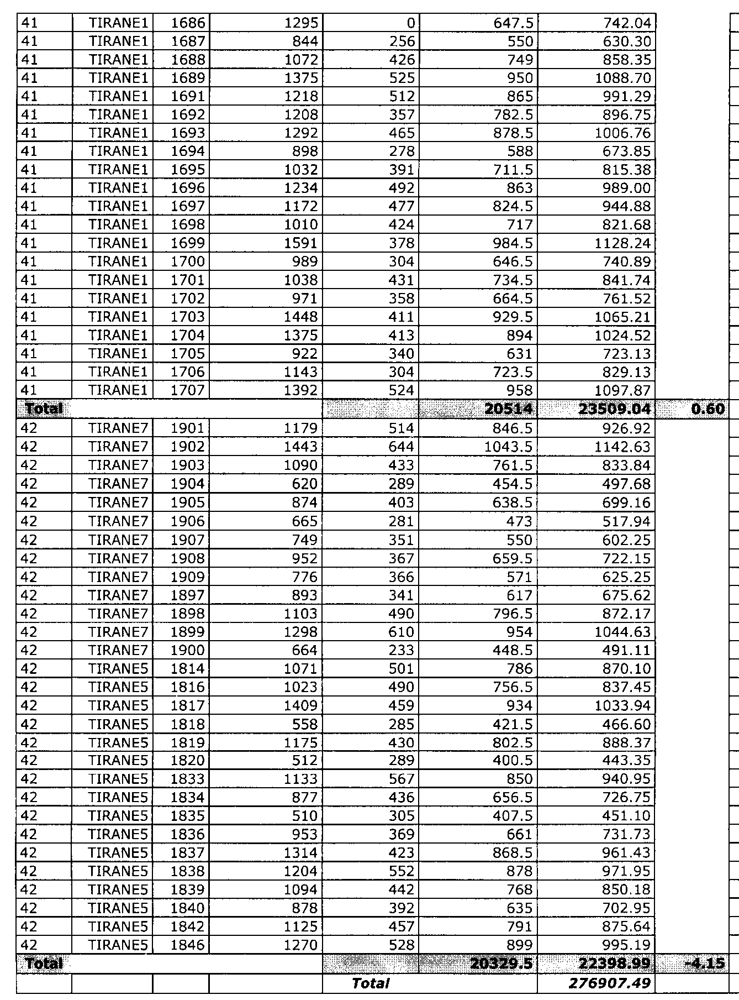 41 TIRANE1 1686 1295 0 647.5 742.04
41 TIRANE1 1687 844 256 550 630.30
41 TIRANE1 1688 1072 426 749 858.35
41 TIRANE1 1689 1375 525 950 1088.70
41 TIRANE1 1691 1218 512 865 991.29
41 TIRANE1 1692 1208 357 782.5 896.75
41 TIRANE1 1693 1292 465 878.5 1006.76
41 TIRANE1 1694 898 278 588 673.85
41 TIRANE1 1695 1032 391 711.5 815.38
41 TIRANE1 1696 1234 492 863 989.00
41 TIRANE1 1697 1172 477 824.5 944.88
41 TIRANE1 1698 1010 424 717 821.68
41 TIRANE1 1699 1591 378 984.5 1128.24
41 TIRANE1 1700 989 304 646.5 740.89
41 TIRANE1 1701 1038 431 734.5 841.74
41 TIRANE1 1702 971 358 664.5 761.52
41 TIRANE1 1703 1448 411 929.5 1065.21
41 TIRANE1 1704 1375 413 894 1024.52
41 TIRANE1 1705 922 340 631 723.13
41 TIRANE1 1706 1143 304 723.5 829.13
41 TIRANE1 1707 1392 524 958 1097.87
Total 20514 23509.04 0.60
42 TIRANE7 1901 1179 514 846.5 926.92
42 TIRANE7 1902 1443 644 1043.5 1142.63
42 TIRANE7 1903 1090 433 761.5 833.84
42 TIRANE7 1904 620 289 454.5 497.68
42 TIRANE7 1905 874 403 638.5 699.16
42 TIRANE7 1906 665 281 473 517.94
42 TIRANE7 1907 749 351 550 602.25
42 TIRANE7 1908 952 367 659.5 722.15
42 TIRANE7 1909 776 366 571 625.25
42 TIRANE7 1897 893 341 617 675.62
42 TIRANE7 1898 1103 490 796.5 872.17
42 TIRANE7 1899 1298 610 954 1044.63
42 TIRANE7 1900 664 233 448.5 491.11
42 TIRANE5 1814 1071 501 786 870.10
42 TIRANE5 1816 1023 490 756.5 837.45
42 TIRANE5 1817 1409 459 934 1033.94
42 TIRANE5 1818 558 285 421.5 466.60
42 TIRANE5 1819 1175 430 802.5 888.37
42 TIRANE5 1820 512 289 400.5 443.35
42 TIRANE5 1833 1133 567 850 940.95
42 TIRANE5 1834 877 436 656.5 726.75
42 TIRANE5 1835 510 305 407.5 451.10
42 TIRANE5 1836 953 369 661 731.73
42 TIRANE5 1837 1314 423 868.5 961.43
42 TIRANE5 1838 1204 552 878 971.95
42 TIRANE5 1839 1094 442 768 850.18
42 TIRANE5 1840 878 392 635 702.95
42 TIRANE5 1842 1125 457 791 875.64
42 TIRANE5 1846 1270 528 899 995.19
Total 20329.5 22398.99 -4.15
Total 276907.49